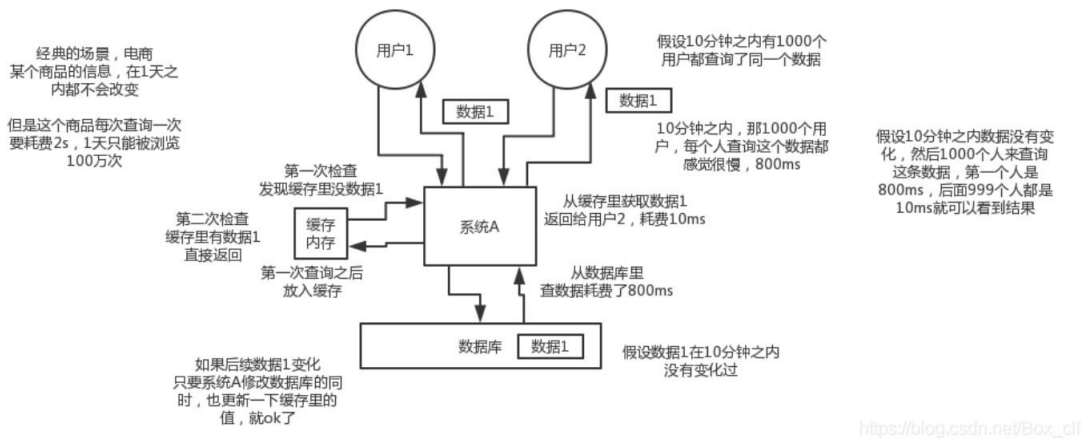 经典的场景，电商
某个商品的信息，在1天之
内都不会改变
但是这个商品每次查询一次
要耗费2s，1天只能被浏览
100万次
用户1
用户2
数据1
数据1
假设10分钟之内有1000个
用户都查询了同一个数据
10分钟之内，那1000个用
户，每个人查询这个数据都
感觉很慢，800ms
假设10分钟之内数据没有变
化，然后1000个人来查询
这条数据，第一个人是
800ms，后面999个人都是
10ms就可以看到结果
第一次检查
发现缓存里没数据1
第二次检查
缓存里有数据1
直接返回
缓存
内存
系统A
从缓存里获取数据1
返回给用户2，耗费10ms
第一次查询之后
放入缓存
从数据库里
查数据耗费了800ms
数据库
数据1
假设数据1在10分钟之内
没有变化过
如果后续数据1变化
只要系统A修改数据库的同
时，也更新一下缓存里的
值，就ok了
https://blog.csdn.net/Box_clf